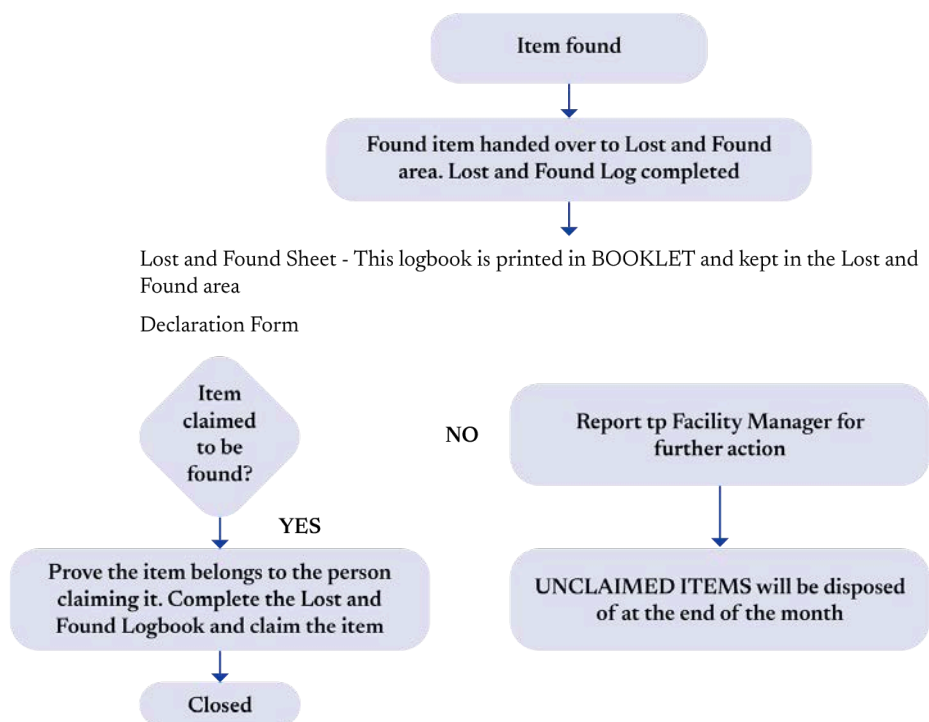 Item found
Found item handed over to Lost and Found
area. Lost and Found Log completed
Lost and Found Sheet - This logbook is printed in BOOKLET and kept in the Lost and
Found area
Declaration Form
Item
claimed
to be
found?
NO
Report tp Facility Manager for
further action
YES
Prove the item belongs to the person
claiming it. Complete the Lost and
Found Logbook and claim the item
UNCLAIMED ITEMS will be disposed
of at the end of the month
Closed